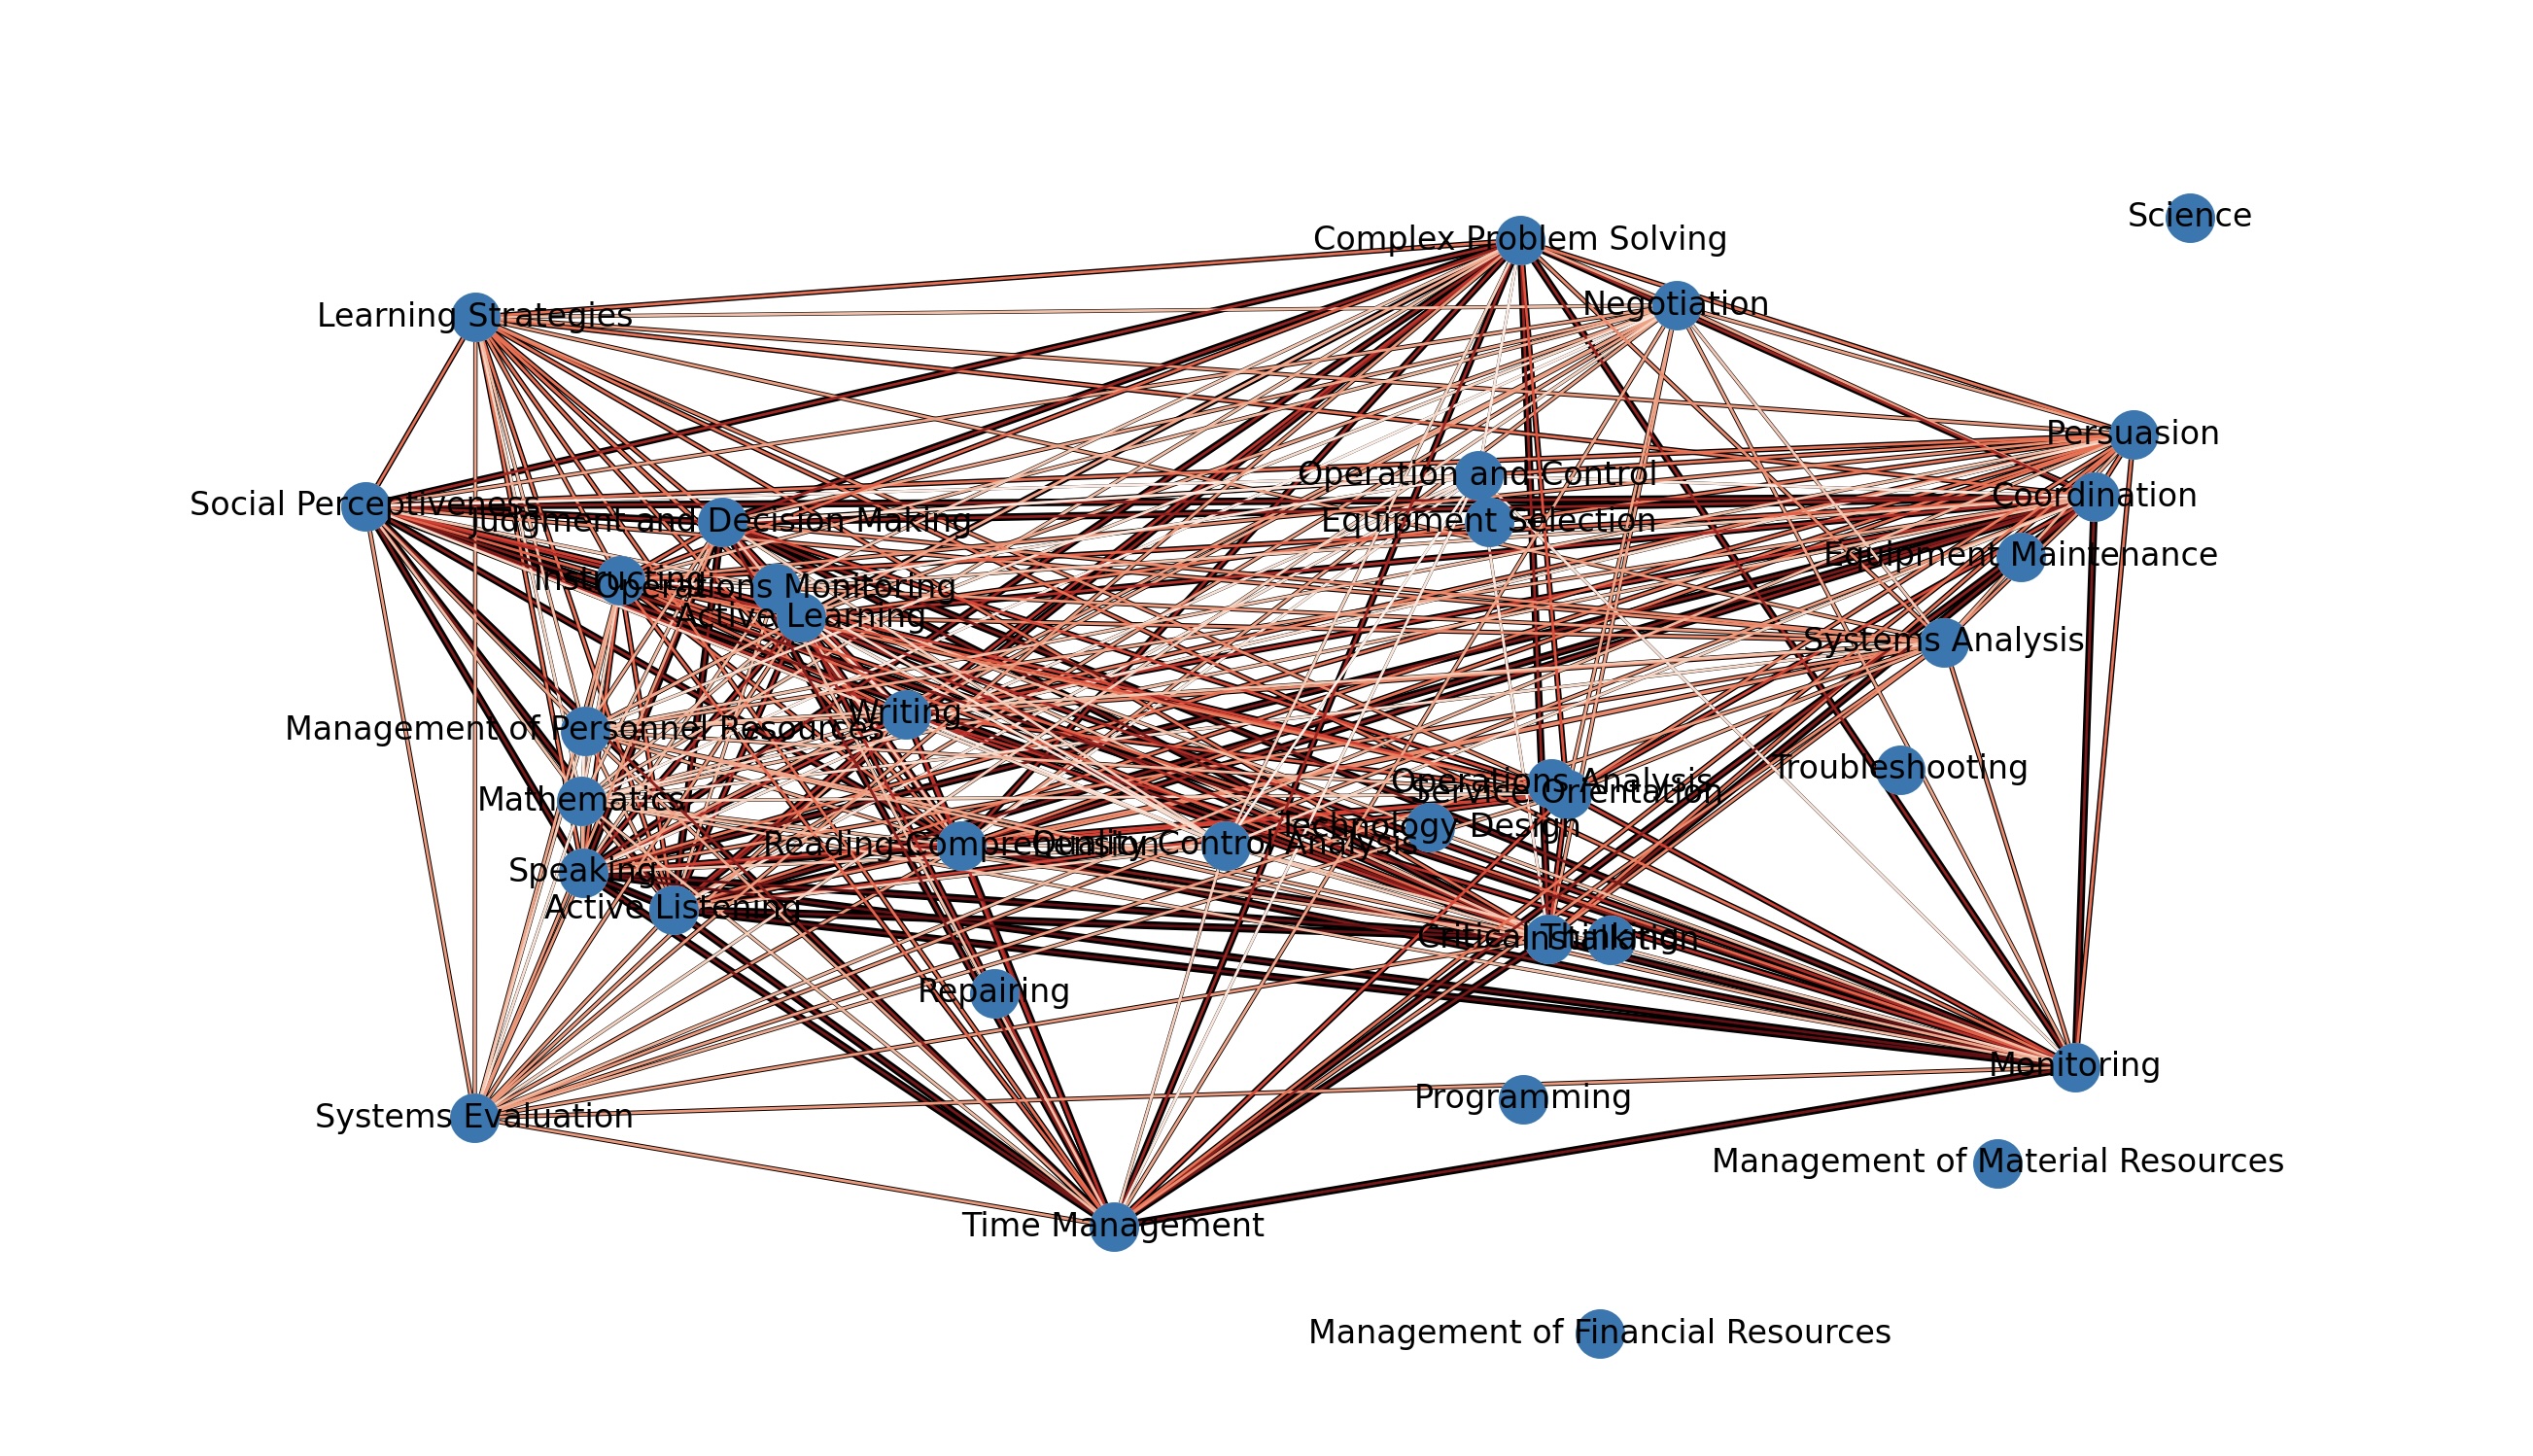 Science
Complex Problem Solving
Negotiation
Learning Strategies
Persuasion
Operation and Control
Coordination
Social Perceptiveness
Judgment and Decision Making
Equipment Selection
Equipment Maintenance
Instructing
Operations Monitoring
Active Learning
Systems Analysis
Writing
Management of Personnel Resources
Troubleshooting
Operations Analysis
Service Orientation
Mathematics
Technology Design
Reading Comprehension
Quality Control Analysis
Speaking
Active Listening
Critical Thinking
Installation
Repairing
Monitoring
Programming
Systems Evaluation
Management of Material Resources
Time Management
Management of Financial Resources